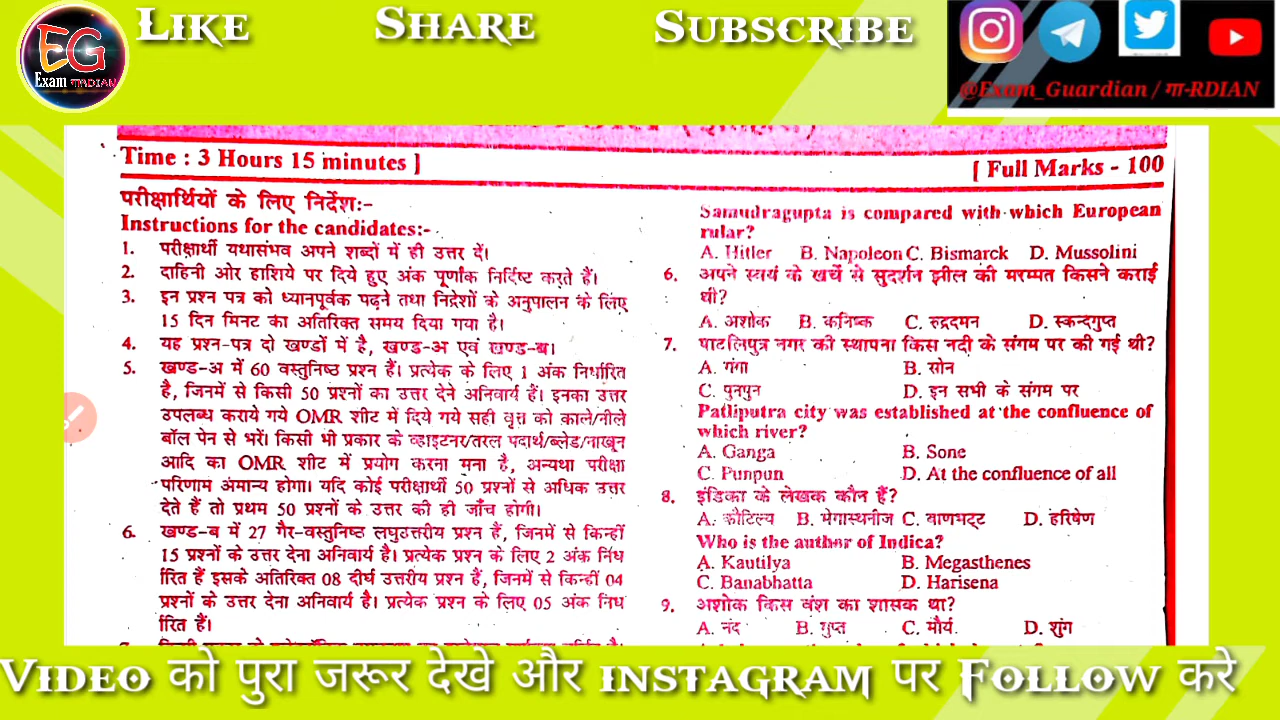 EG
Exam गाRDIAN
LIKE
SHARE
SUBSCRIBE
@Exam_Guardian / गा-RDIAN
Time : 3 Hours 15 minutes ]
[ Full Marks - 100
परीक्षार्थियों के लिए निर्देश:-
Instructions for the candidates:-
1. परीक्षार्थी यथासंभव अपने शब्दों में ही उत्तर दें।
2. दाहिनी ओर हाशिये पर दिये हुए अंक पूर्णांक निर्दिष्ट करते हैं।
3. इन प्रश्न पत्र को ध्यानपूर्वक पढ़ने तथा निद्रेशों के अनुपालन के लिए
15 दिन मिनट का अतिरिक्त समय दिया गया है।
4. यह प्रश्न-पत्र दो खण्डों में है, खण्ड-अ एवं खण्ड-ब।
5. खण्ड-अ में 60 वस्तुनिष्ठ प्रश्न हैं। प्रत्येक के लिए 1 अंक निर्धारित
है, जिनमें से किसी 50 प्रश्नों का उत्तर देने अनिवार्य हैं। इनका उत्तर
उपलब्ध कराये गये OMR शीट में दिये गये सही वृत्त को काले/नीले
बॉल पेन से भरें। किसी भी प्रकार के व्हाइटनर/तरल पदार्थ/ब्लेड/नाखून
आदि का OMR शीट में प्रयोग करना मना है, अन्यथा परीक्षा
परिणाम अंमान्य होगा। यदि कोई परीक्षार्थी 50 प्रश्नों से अधिक उत्तर
देते हैं तो प्रथम 50 प्रश्नों के उत्तर की ही जाँच होगी।
6. खण्ड-ब में 27 गैर-वस्तुनिष्ठ लघुउत्तरीय प्रश्न हैं, जिनमें से किन्हीं
15 प्रश्नों के उत्तर देना अनिवार्य है। प्रत्येक प्रश्न के लिए 2 अंक निध
र्रित हैं इसके अतिरिक्त 08 दीर्घ उत्तरीय प्रश्न हैं, जिनमें से किन्हीं 04
प्रश्नों के उत्तर देना अनिवार्य है। प्रत्येक प्रश्न के लिए 05 अंक निध
र्रित हैं।
Samudragupta is compared with which European
rular?
A. Hitler B. Napoleon C. Bismarck D. Mussolini
6. अपने स्वयं के खर्चे से सुदर्शन झील की मरम्मत किसने कराई
थी?
A. अशोक B. कनिष्क C. रुद्रदमन D. स्कन्दगुप्त
7. पाटलिपुत्र नगर की स्थापना किस नदी के संगम पर की गई थी?
A. गंगा B. सोन
C. पुनपुन D. इन सभी के संगम पर
Patliputra city was established at the confluence of
which river?
A. Ganga B. Sone
C. Punpun D. At the confluence of all
8. इंडिका के लेखक कौन हैं?
A. कौटिल्य B. मेगास्थनीज C. बाणभट्ट D. हरिषेण
Who is the author of Indica?
A. Kautilya B. Megasthenes
C. Banabhatta D. Harisena
9. अशोक किस वंश का शासक था?
A. नंद B. गुप्त C. मौर्य D. शुंग
VIDEO को पुरा जरूर देखे और INSTAGRAM पर FOLLOW करे